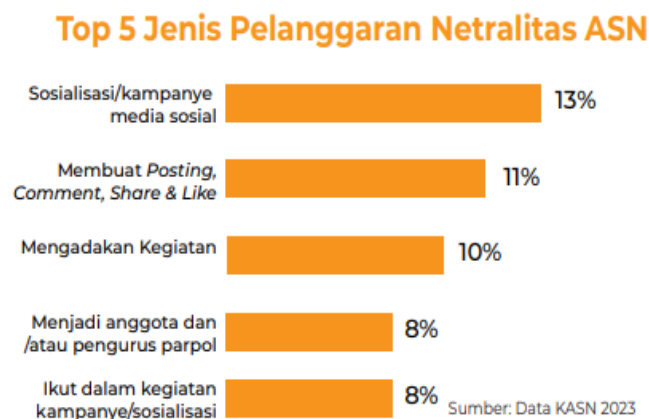 Top 5 Jenis Pelanggaran Netralitas ASN
Sosialisasi/kampanye
media sosial
13%
Membuat Posting,
Comment, Share & Like
11%
Mengadakan Kegiatan
10%
Menjadi anggota dan
/atau pengurus parpol
8%
Ikut dalam kegiatan
kampanye/sosialisasi
8%
Sumber: Data KASN 2023